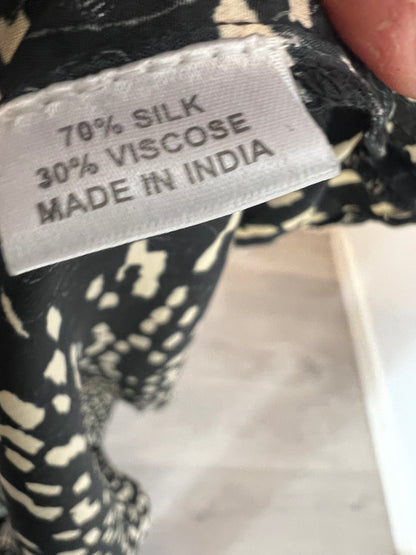 70% SILK
30% VISCOSE
MADE IN INDIA